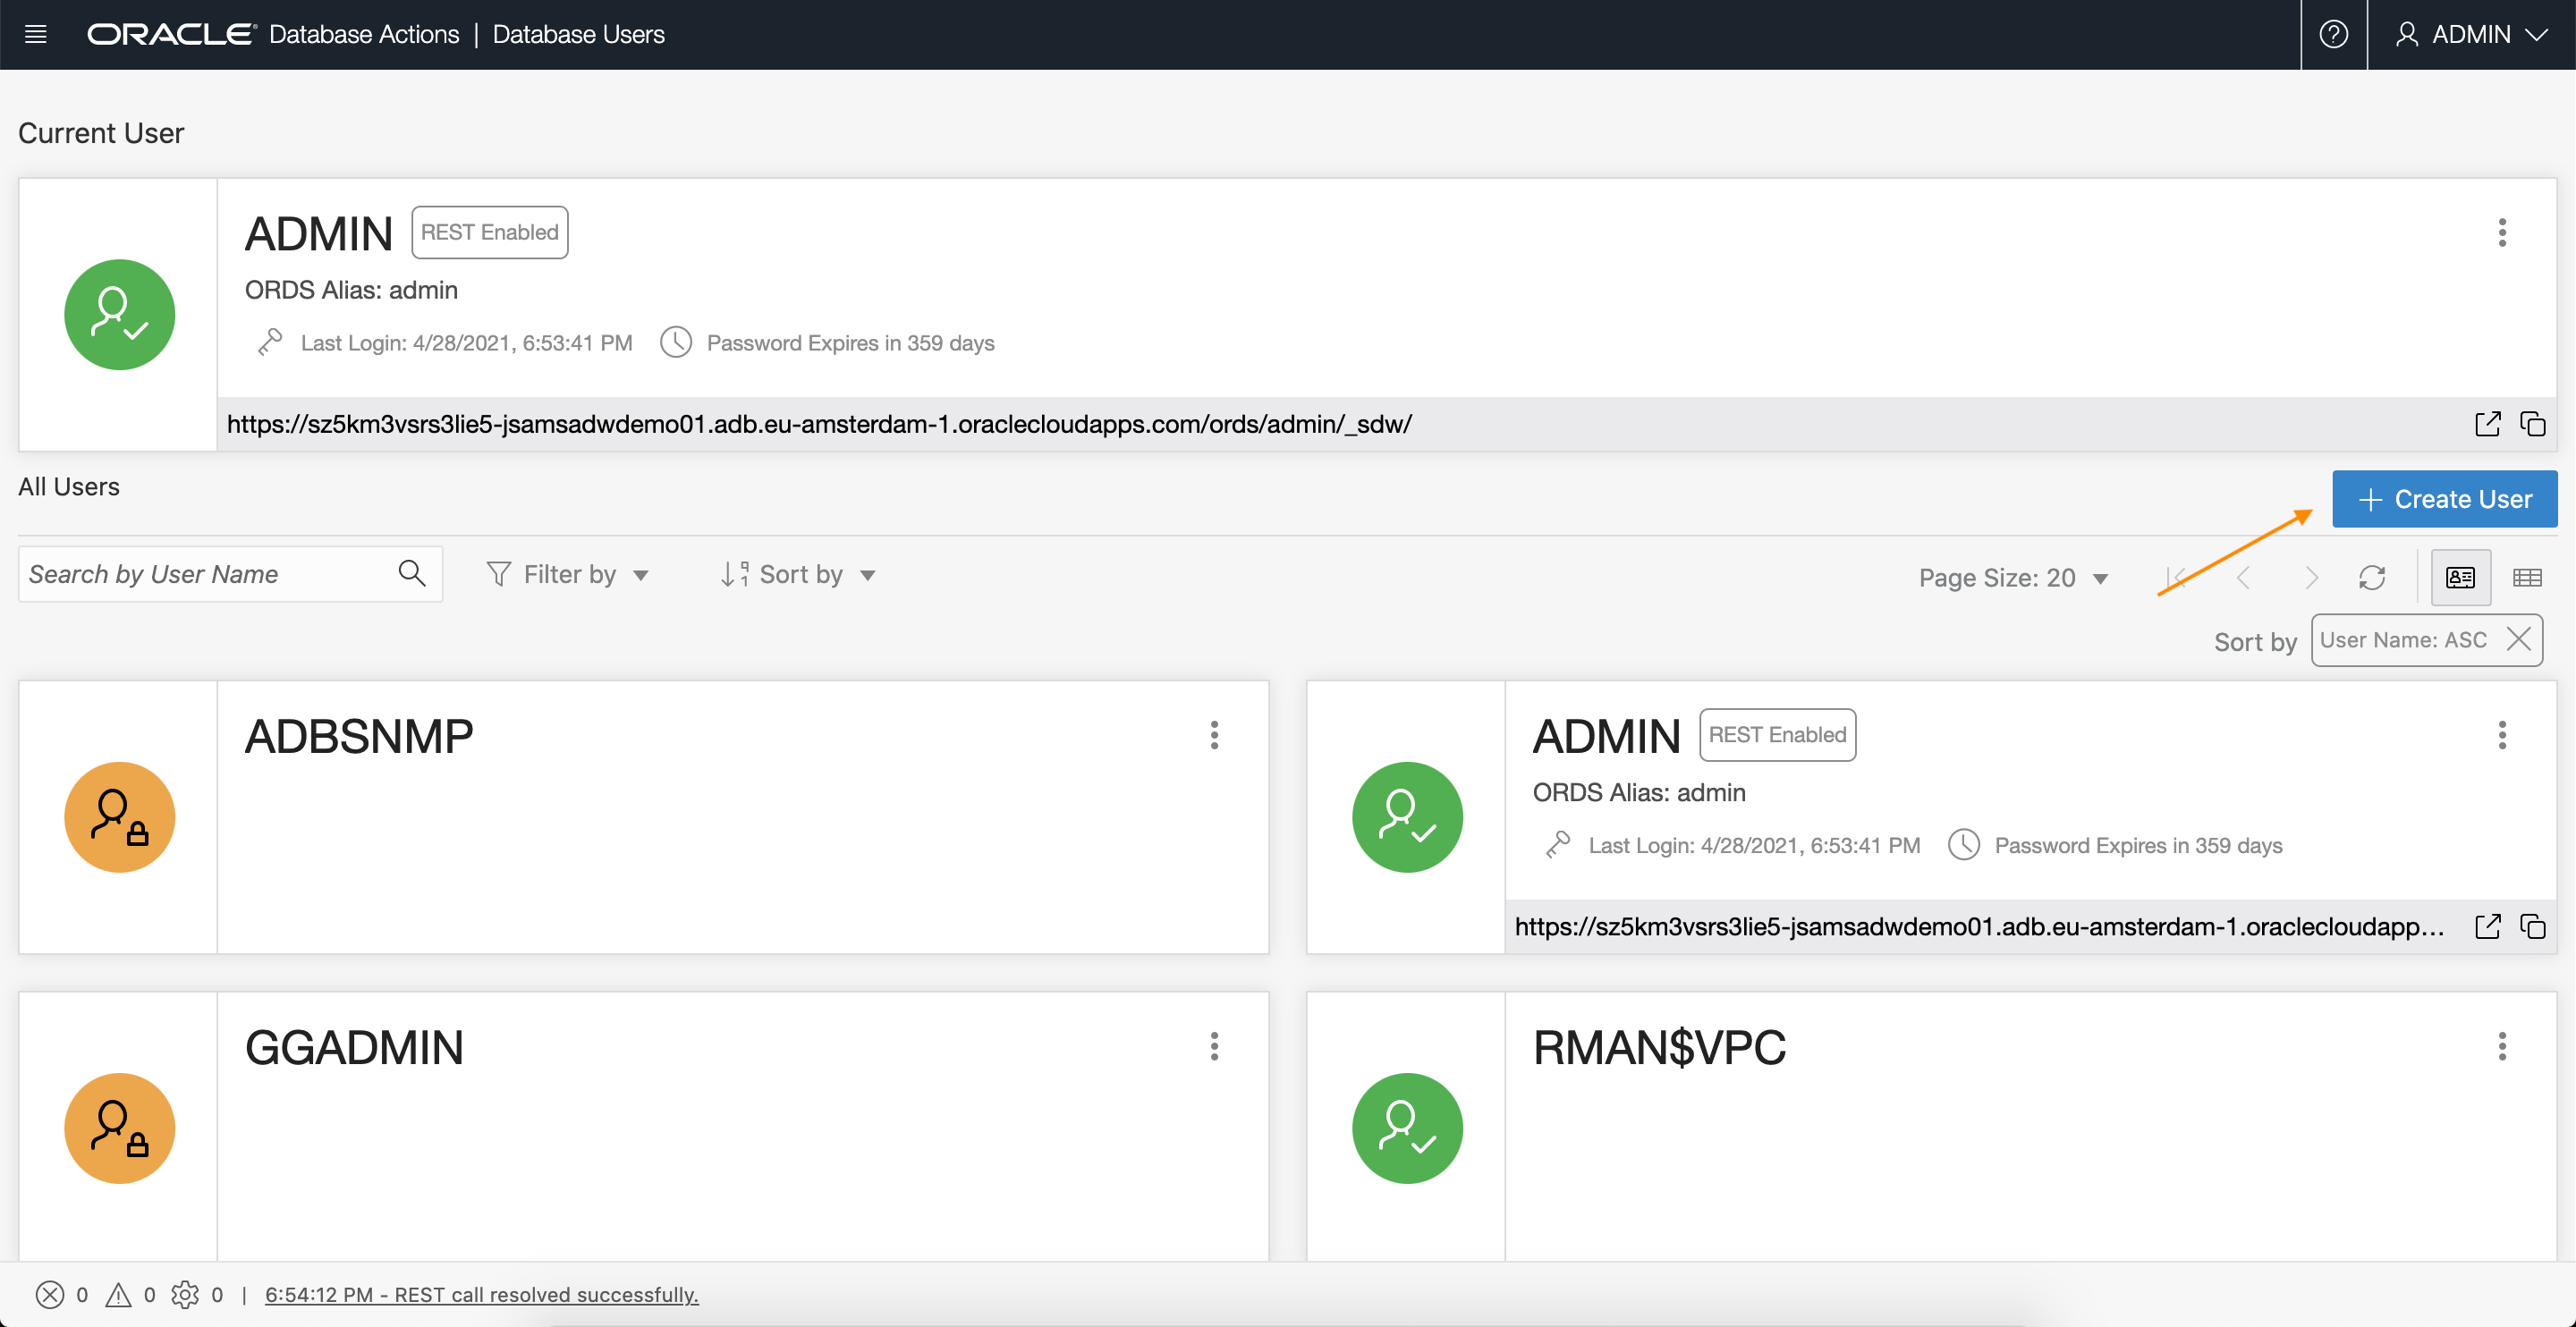 ORACLE Database Actions | Database Users
ADMIN
Current User
ADMIN REST Enabled
ORDS Alias: admin
Last Login: 4/28/2021, 6:53:41 PM Password Expires in 359 days
https://sz5km3vsrs3lie5-jsamsadwdemo01.adb.eu-amsterdam-1.oraclecloudapps.com/ords/admin/_sdw/
All Users
+ Create User
Search by User Name
Filter by
Sort by
Page Size: 20
Sort by User Name: ASC
ADBSNMP
ADMIN REST Enabled
ORDS Alias: admin
Last Login: 4/28/2021, 6:53:41 PM Password Expires in 359 days
https://sz5km3vsrs3lie5-jsamsadwdemo01.adb.eu-amsterdam-1.oraclecloudapp...
GGADMIN
RMAN$VPC
0 0 0 | 6:54:12 PM - REST call resolved successfully.